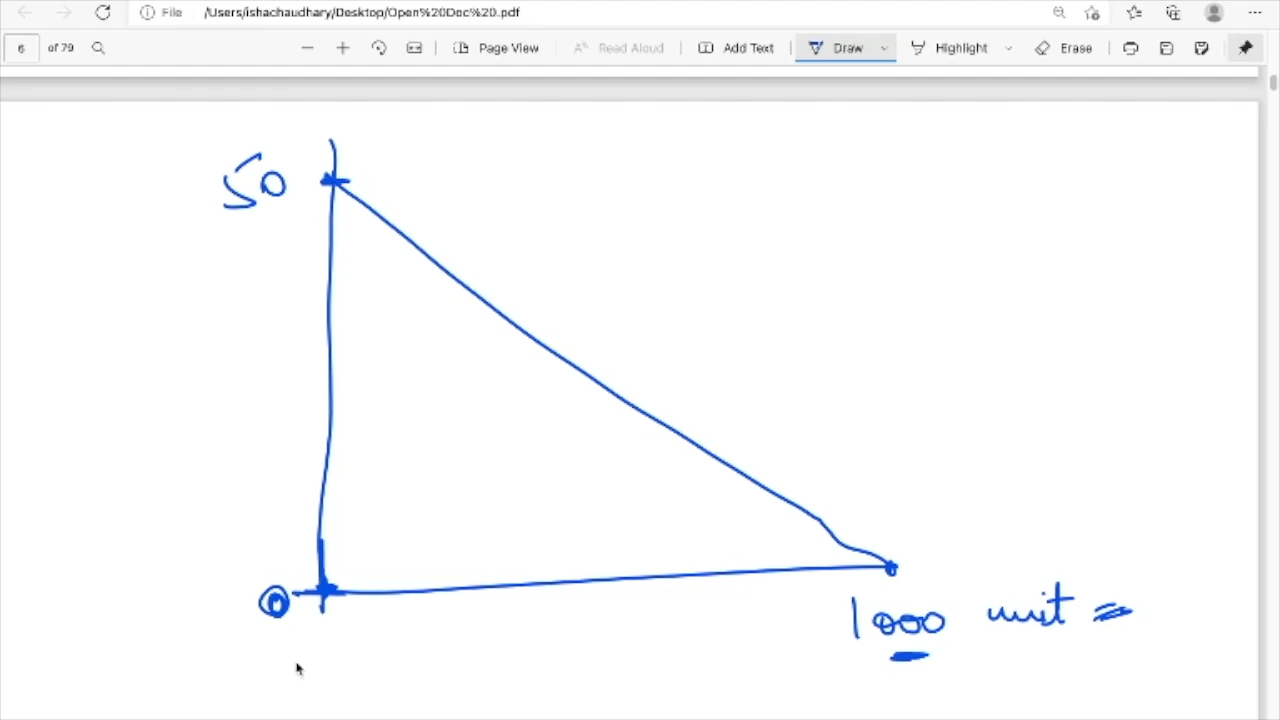 File /Users/ishachaudhary/Desktop/Open%20Doc%20.pdf
6 of 79 Page View Read Aloud Add Text Draw Highlight Erase
50
0
1000 unit